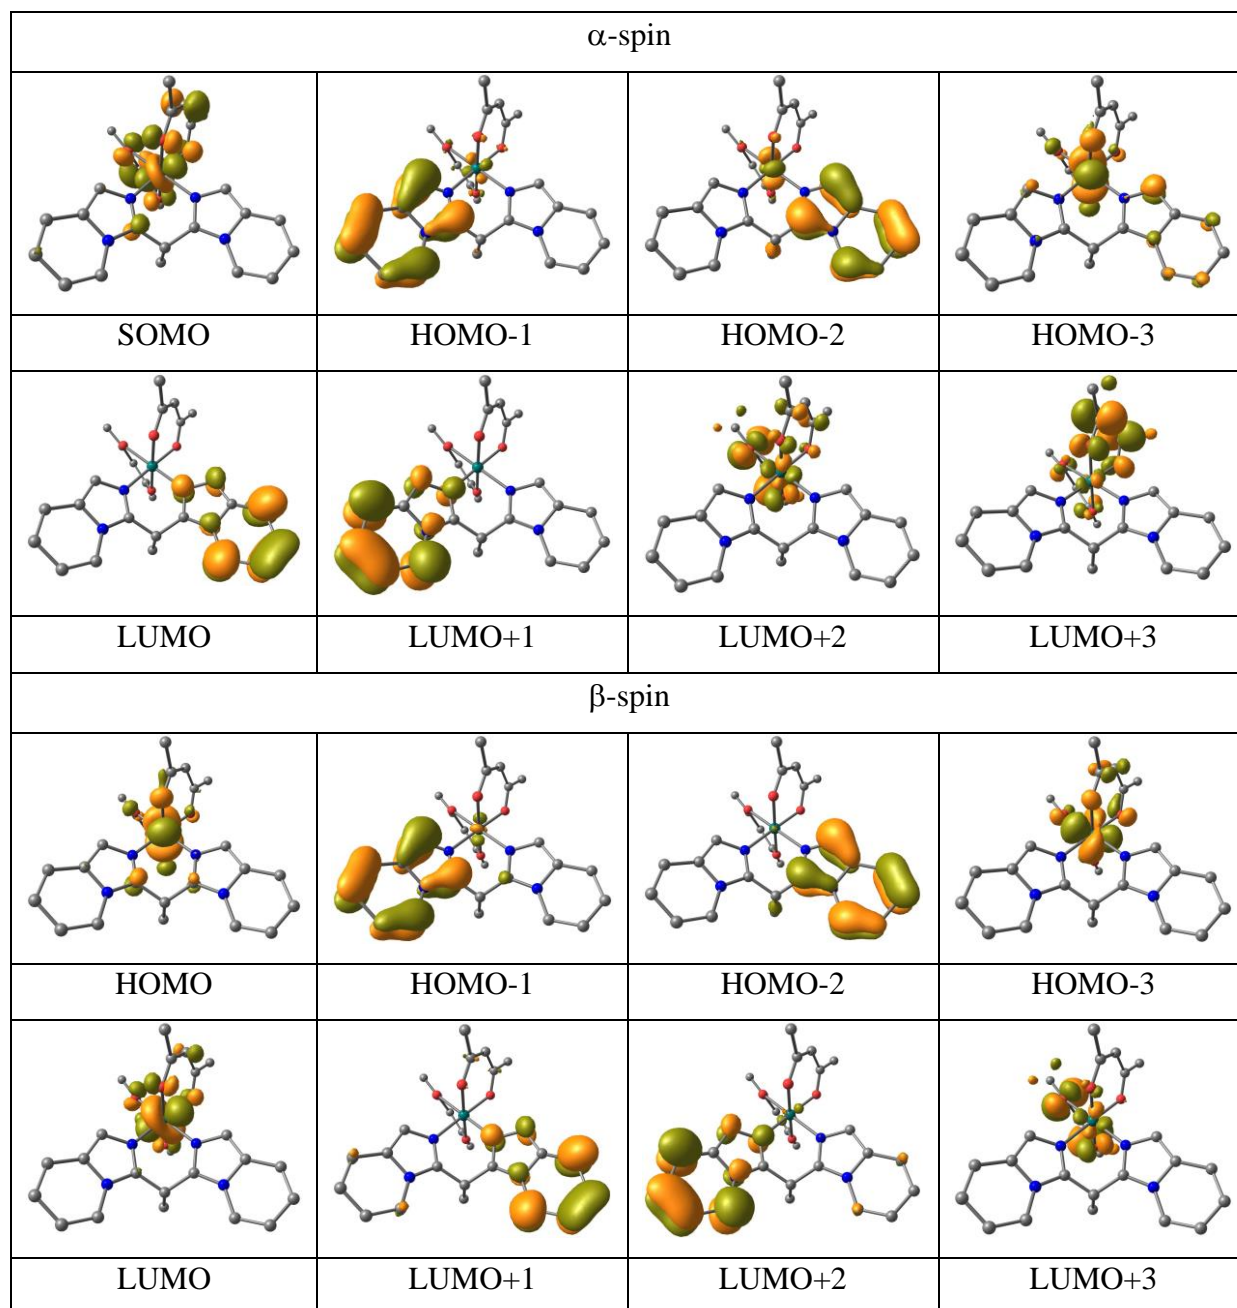 α-spin
SOMO HOMO-1 HOMO-2 HOMO-3
LUMO LUMO+1 LUMO+2 LUMO+3
β-spin
HOMO HOMO-1 HOMO-2 HOMO-3
LUMO LUMO+1 LUMO+2 LUMO+3